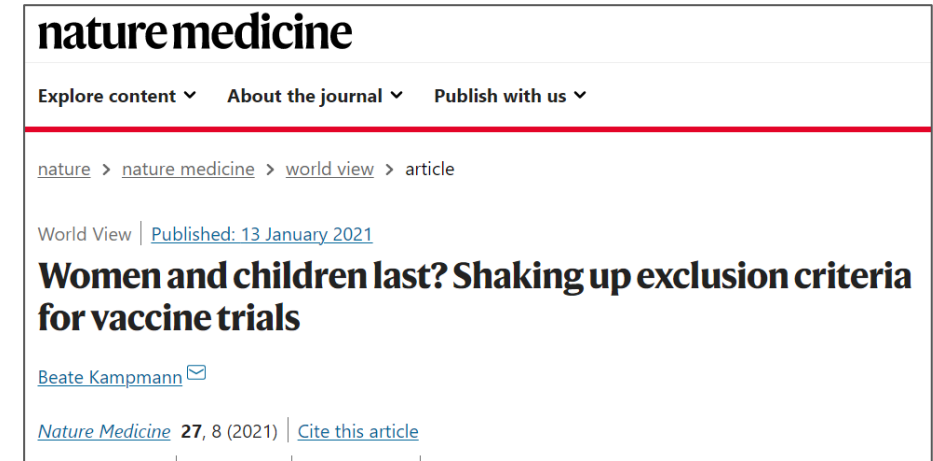 nature medicine
Explore content About the journal Publish with us
nature > nature medicine > world view > article
World View | Published: 13 January 2021
Women and children last? Shaking up exclusion criteria
for vaccine trials
Beate Kampmann
Nature Medicine 27, 8 (2021) | Cite this article